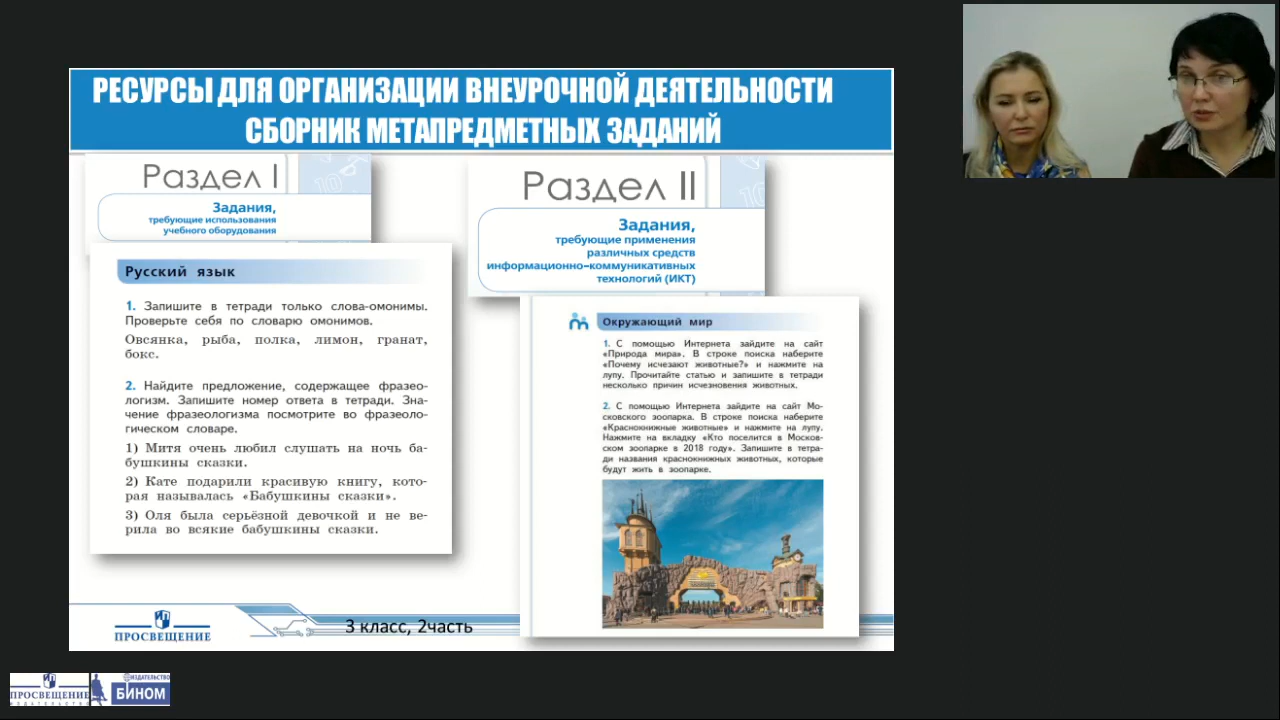 РЕСУРСЫ ДЛЯ ОРГАНИЗАЦИИ ВНЕУРОЧНОЙ ДЕЯТЕЛЬНОСТИ
СБОРНИК МЕТАПРЕДМЕТНЫХ ЗАДАНИЙ
Раздел I
Задания,
требующие использования
учебного оборудования
Русский язык
1. Запишите в тетради только слова-омонимы.
Проверьте себя по словарю омонимов.
Овсянка, рыба, полка, лимон, гранат,
бокс.
2. Найдите предложение, содержащее фразео-
логизм. Запишите номер ответа в тетради. Зна-
чение фразеологизма посмотрите во фразеоло-
гическом словаре.
1) Митя очень любил слушать на ночь ба-
бушкины сказки.
2) Кате подарили красивую книгу, кото-
рая называлась «Бабушкины сказки».
3) Оля была серьёзной девочкой и не ве-
рила во всякие бабушкины сказки.
Раздел II
Задания,
требующие применения
различных средств
информационно–коммуникативных
технологий (ИКТ)
Окружающий мир
1. С помощью Интернета зайдите на сайт
«Природа мира». В строке поиска наберите
«Почему исчезают животные?» и нажмите на
лупу. Прочитайте статью и запишите в тетради
несколько причин исчезновения животных.
2. С помощью Интернета зайдите на сайт Мо-
сковского зоопарка. В строке поиска наберите
«Краснокнижные животные» и нажмите на лупу.
Нажмите на вкладку «Кто поселится в Москов-
ском зоопарке в 2018 году». Запишите в тетра-
ди названия краснокнижных животных, которые
будут жить в зоопарке.
ПРОСВЕЩЕНИЕ
3 класс, 2часть
ПРОСВЕЩЕНИЕ
ИЗДАТЕЛЬСТВО
ИЗДАТЕЛЬСТВО
БИНОМ